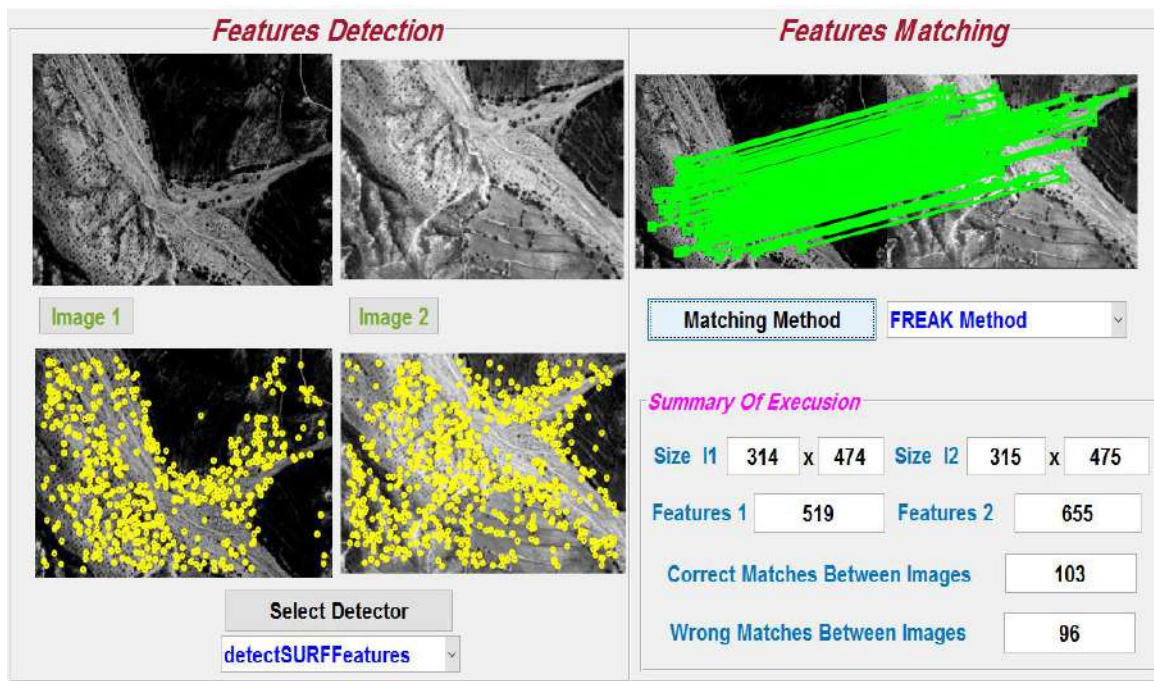 Features Detection
Image 1
Image 2
Select Detector
detectSURFFeatures
Features Matching
Matching Method
FREAK Method
Summary Of Execusion
Size I1 314 x 474 Size I2 315 x 475
Features 1 519 Features 2 655
Correct Matches Between Images 103
Wrong Matches Between Images 96